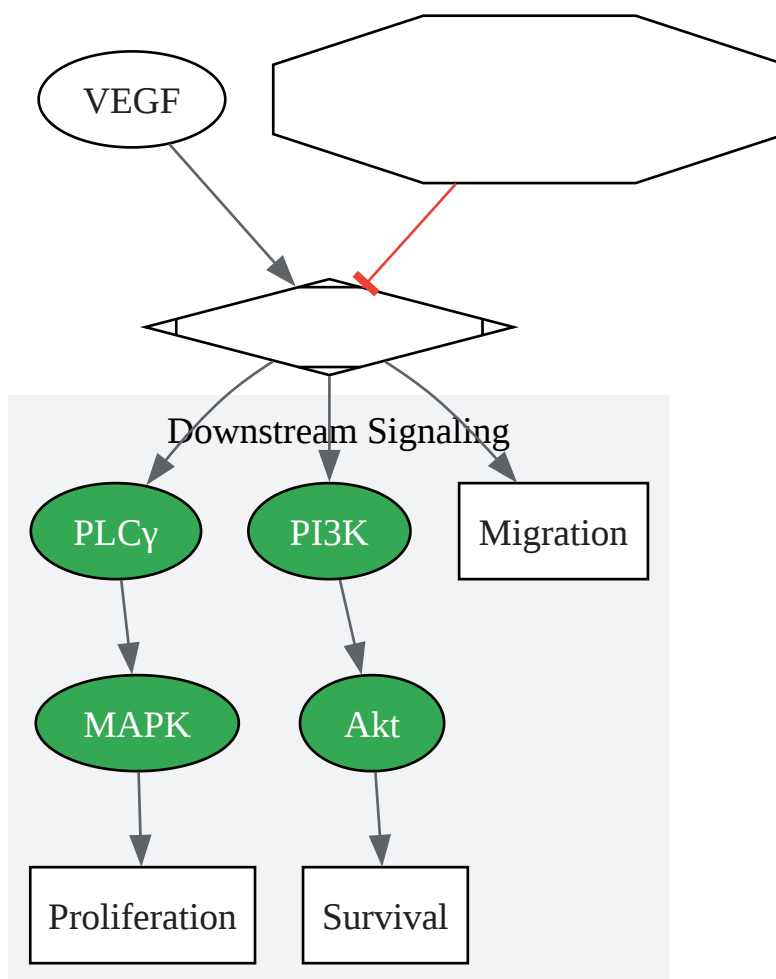 VEGF
Downstream Signaling
PLCγ
PI3K
Migration
MAPK
Akt
Proliferation
Survival